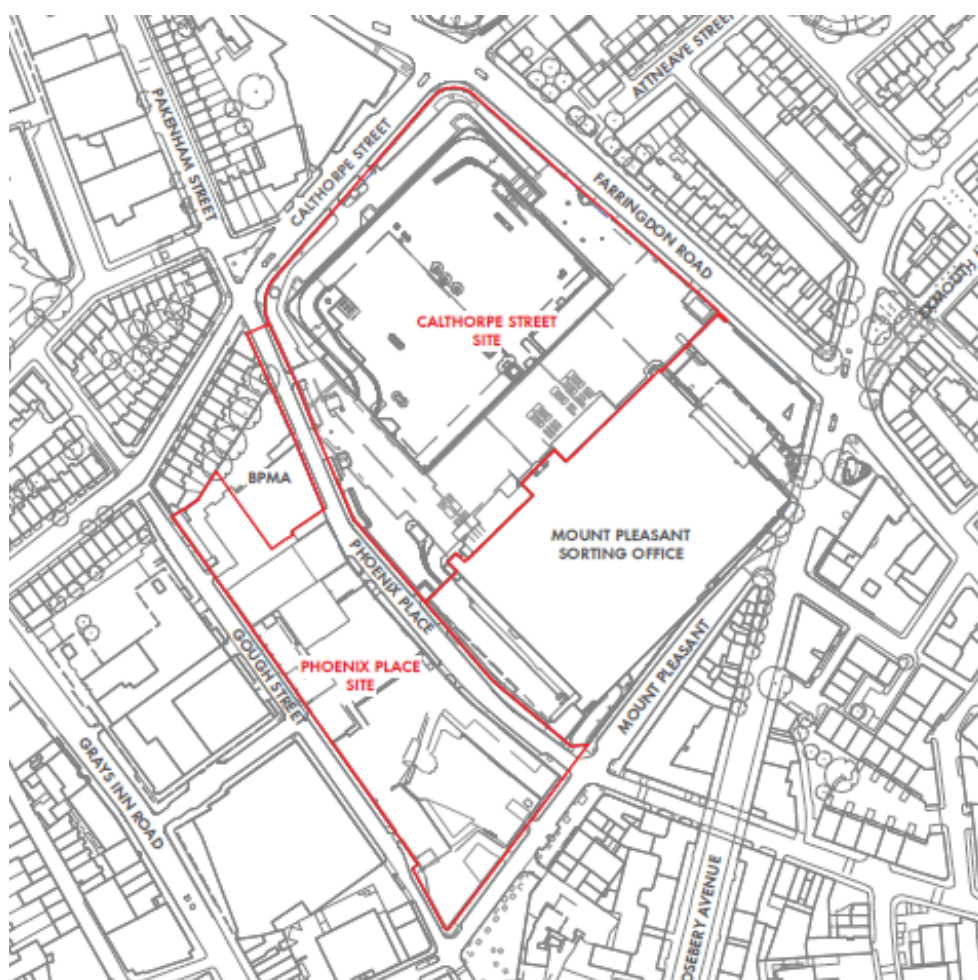 ATTNEAVE STREET
PAKENHAM STREET
CALTHORPE STREET
FARRINGDON ROAD
CALTHORPE STREET
SITE
BPMA
MOUNT PLEASANT
SORTING OFFICE
PHOENIX PLACE
MOUNT PLEASANT
GOUGH STREET
PHOENIX PLACE
SITE
GRAYS INN ROAD
OSEBERY AVENUE